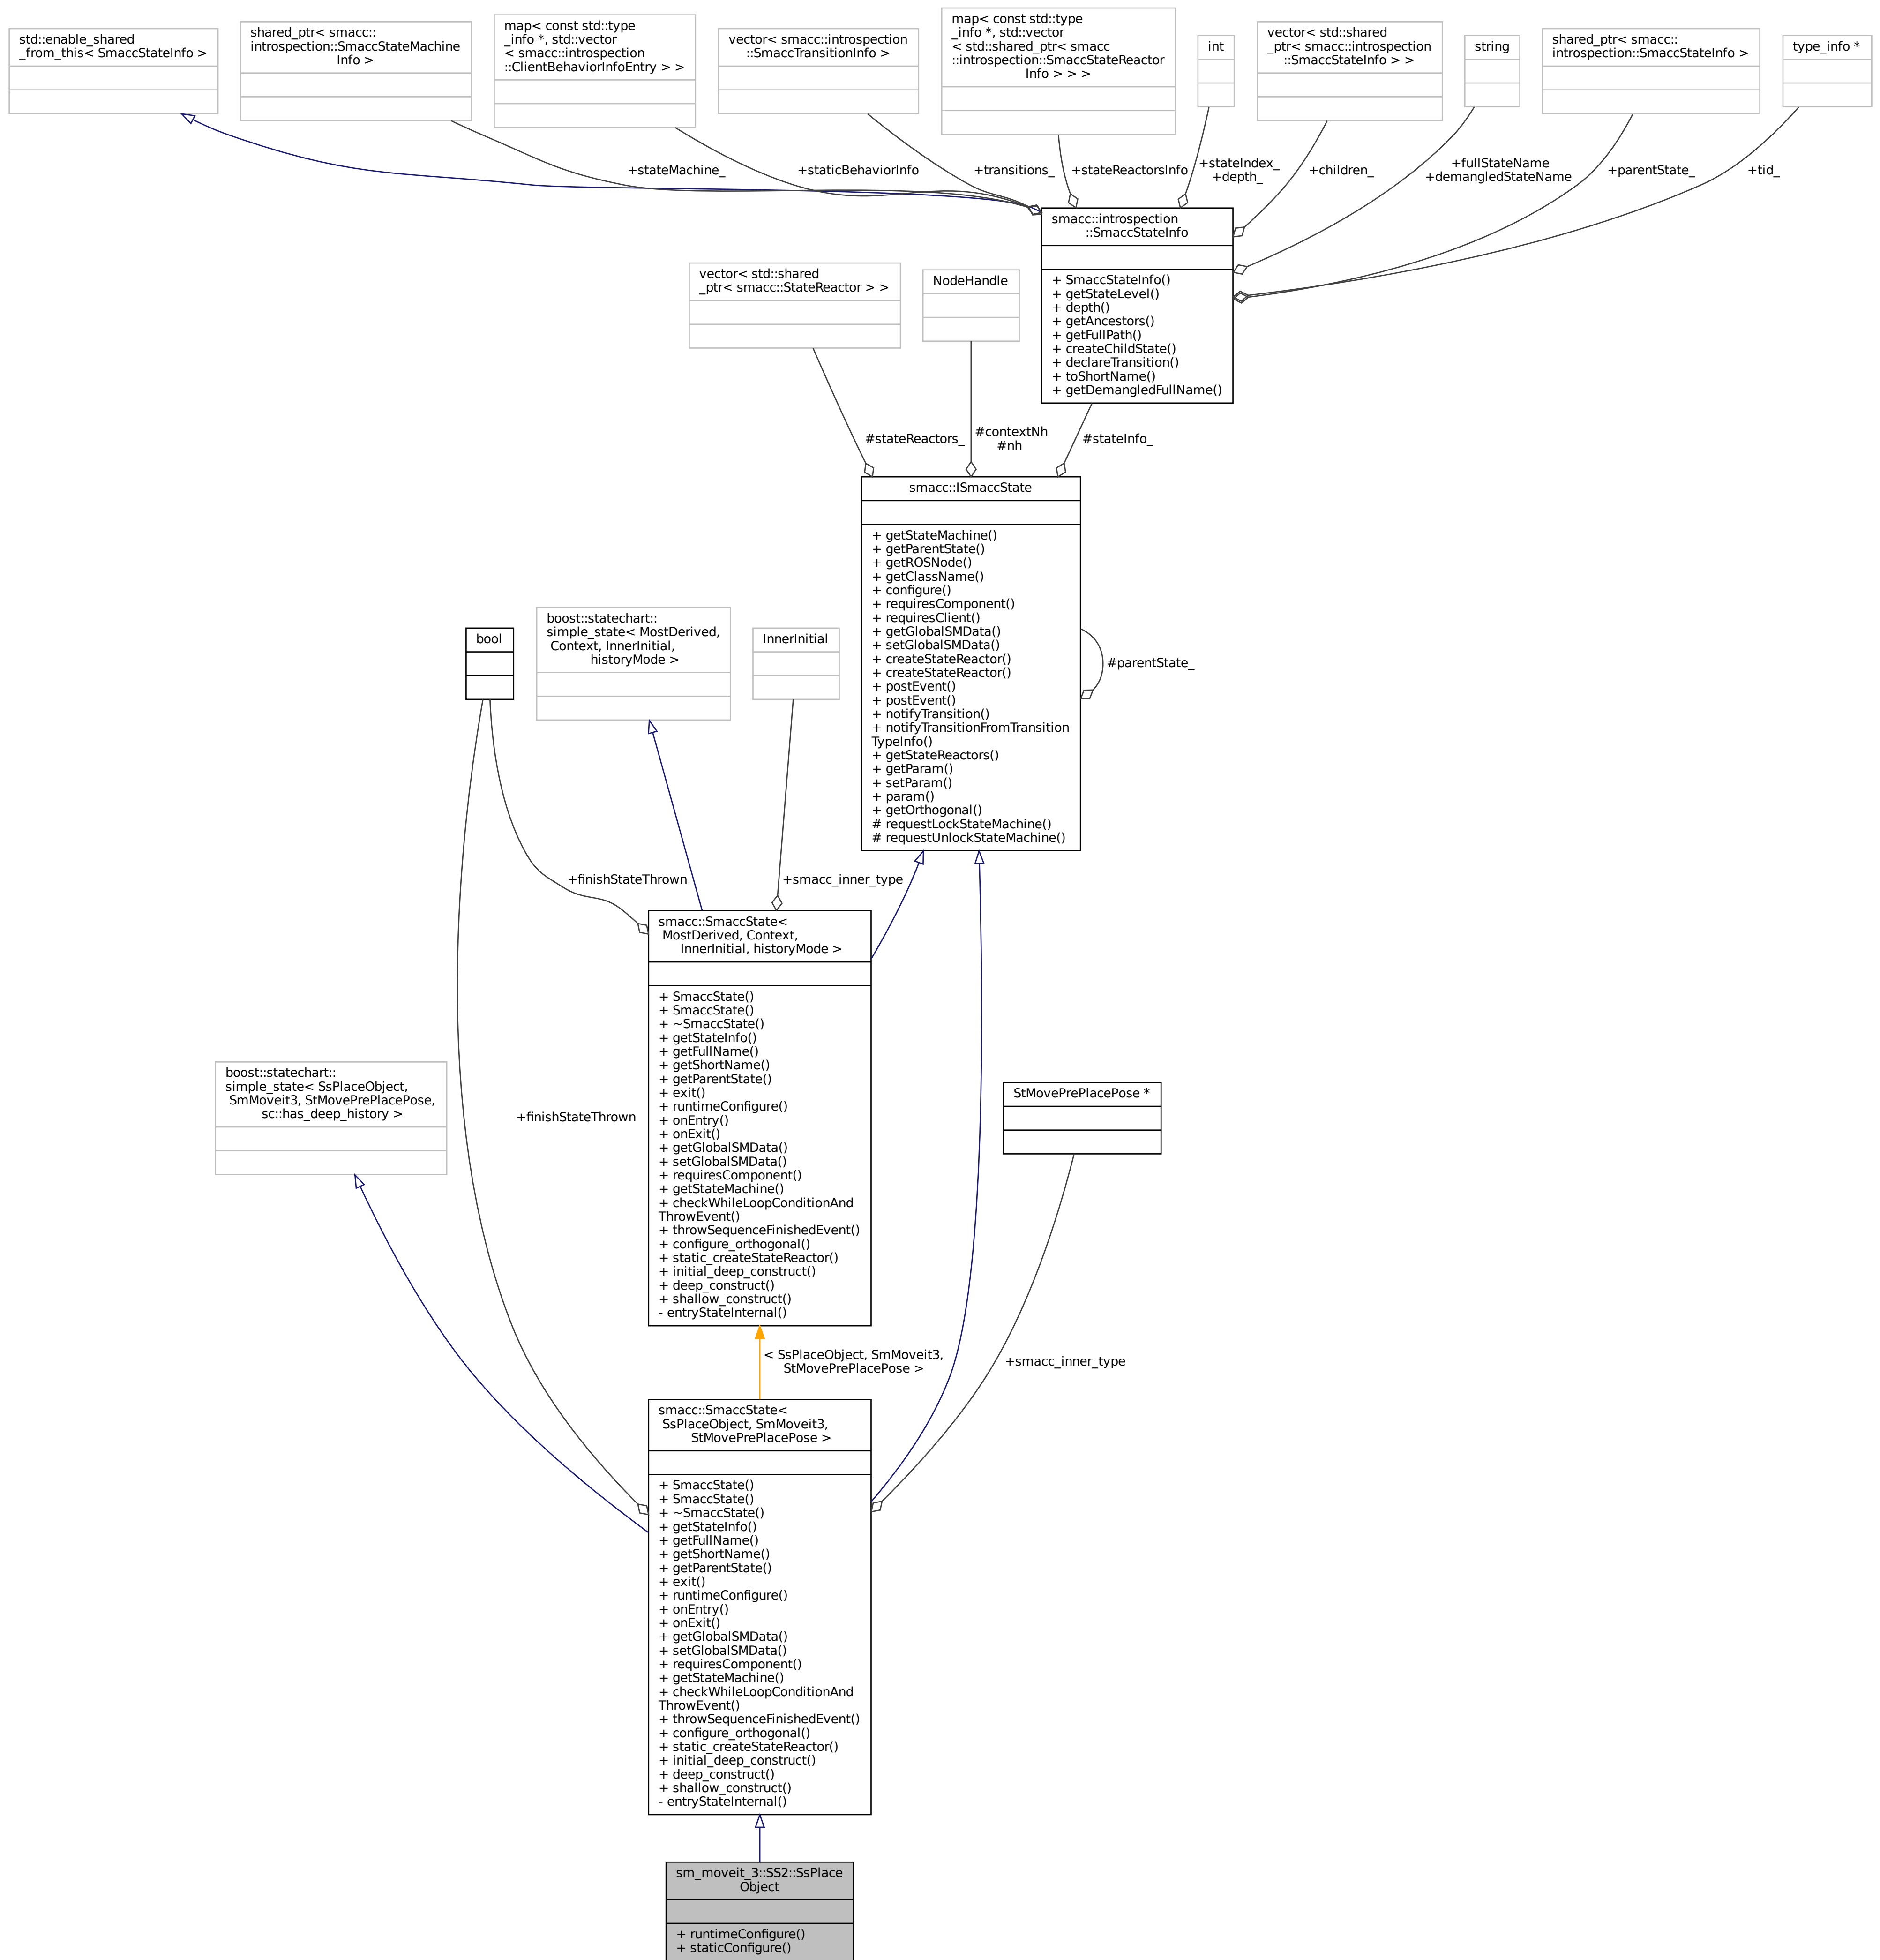 std::enable_shared
_from_this< SmaccStateInfo >
shared_ptr< smacc::
introspection::SmaccStateMachine
Info >
map< const std::type
_info *, std::vector
< smacc::introspection
::ClientBehaviorInfoEntry > >
vector< smacc::introspection
::SmaccTransitionInfo >
map< const std::type
_info *, std::vector
< std::shared_ptr< smacc
::introspection::SmaccStateReactor
Info > > >
int
vector< std::shared
_ptr< smacc::introspection
::SmaccStateInfo > >
string
shared_ptr< smacc::
introspection::SmaccStateInfo >
type_info *
+stateMachine_
+staticBehaviorInfo
+transitions_
+stateReactorsInfo
+stateIndex_
+depth_
+children_
+fullStateName
+demangledStateName
+parentState_
+tid_
smacc::introspection
::SmaccStateInfo
+ SmaccStateInfo()
+ getStateLevel()
+ depth()
+ getAncestors()
+ getFullPath()
+ createChildState()
+ declareTransition()
+ toShortName()
+ getDemangledFullName()
vector< std::shared
_ptr< smacc::StateReactor > >
NodeHandle
#stateReactors_
#contextNh
#nh
#stateInfo_
smacc::ISmaccState
+ getStateMachine()
+ getParentState()
+ getROSNode()
+ getClassName()
+ configure()
+ requiresComponent()
+ requiresClient()
+ getGlobalSMData()
+ setGlobalSMData()
+ createStateReactor()
+ createStateReactor()
+ postEvent()
+ postEvent()
+ notifyTransition()
+ notifyTransitionFromTransition
TypeInfo()
+ getStateReactors()
+ getParam()
+ setParam()
+ param()
+ getOrthogonal()
# requestLockStateMachine()
# requestUnlockStateMachine()
#parentState_
bool
boost::statechart::
simple_state< MostDerived,
Context, InnerInitial,
historyMode >
InnerInitial
+finishStateThrown
+smacc_inner_type
smacc::SmaccState<
MostDerived, Context,
InnerInitial, historyMode >
+ SmaccState()
+ SmaccState()
+ ~SmaccState()
+ getStateInfo()
+ getFullName()
+ getShortName()
+ getParentState()
+ exit()
+ runtimeConfigure()
+ onEntry()
+ onExit()
+ getGlobalSMData()
+ setGlobalSMData()
+ requiresComponent()
+ getStateMachine()
+ checkWhileLoopConditionAnd
ThrowEvent()
+ throwSequenceFinishedEvent()
+ configure_orthogonal()
+ static_createStateReactor()
+ initial_deep_construct()
+ deep_construct()
+ shallow_construct()
- entryStateInternal()
boost::statechart::
simple_state< SsPlaceObject,
SmMoveit3, StMovePrePlacePose,
sc::has_deep_history >
+finishStateThrown
StMovePrePlacePose *
< SsPlaceObject, SmMoveit3,
StMovePrePlacePose >
+smacc_inner_type
smacc::SmaccState<
SsPlaceObject, SmMoveit3,
StMovePrePlacePose >
+ SmaccState()
+ SmaccState()
+ ~SmaccState()
+ getStateInfo()
+ getFullName()
+ getShortName()
+ getParentState()
+ exit()
+ runtimeConfigure()
+ onEntry()
+ onExit()
+ getGlobalSMData()
+ setGlobalSMData()
+ requiresComponent()
+ getStateMachine()
+ checkWhileLoopConditionAnd
ThrowEvent()
+ throwSequenceFinishedEvent()
+ configure_orthogonal()
+ static_createStateReactor()
+ initial_deep_construct()
+ deep_construct()
+ shallow_construct()
- entryStateInternal()
sm_moveit_3::SS2::SsPlace
Object
+ runtimeConfigure()
+ staticConfigure()